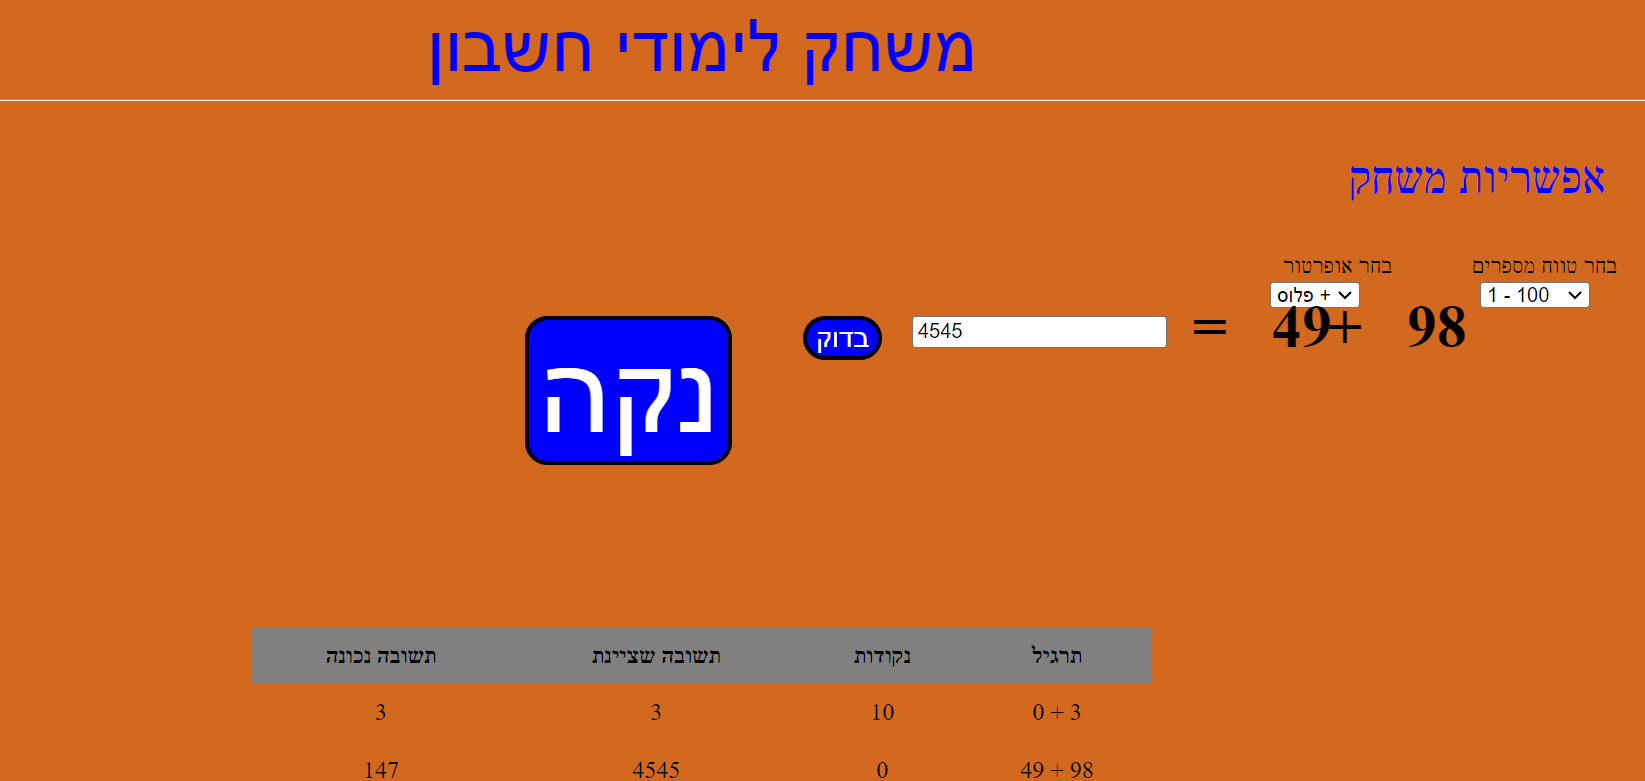 משחק לימודי חשבון
אפשריות משחק
בחר טווח מספרים
בחר אופרטור
1 - 100
+ פלוס
98 + 49 = 4545 בדוק
נקה
תרגיל נקודות תשובה שציינת תשובה נכונה
0 + 3 10 3 3
49 + 98 0 4545 147